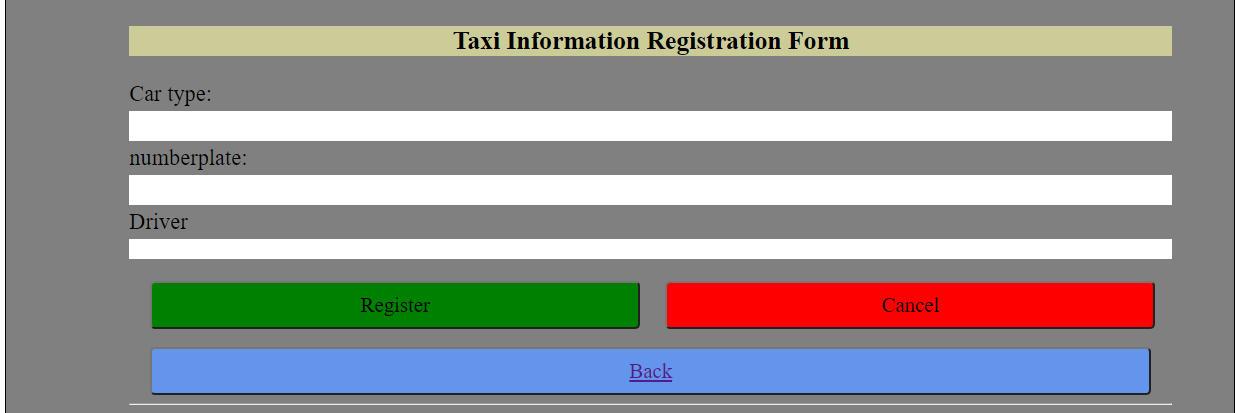 Taxi Information Registration Form
Car type:
numberplate:
Driver
Register
Cancel
Back